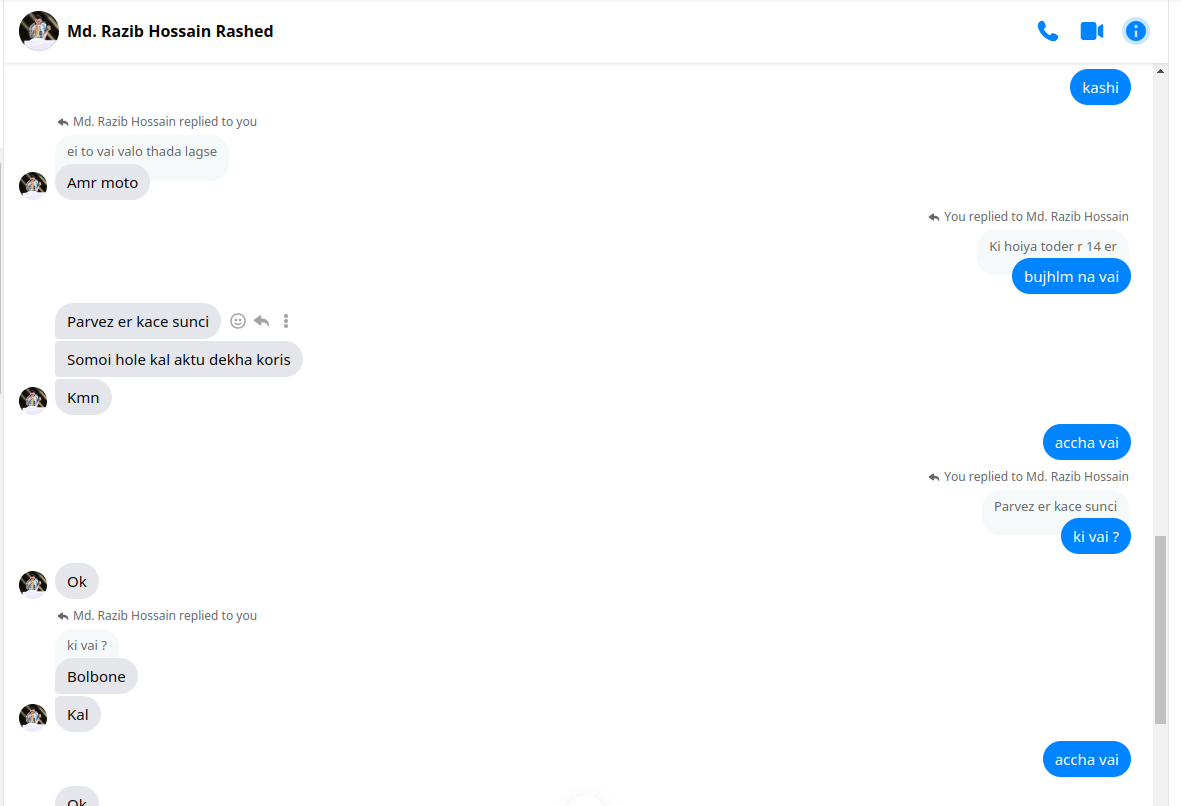 Md. Razib Hossain Rashed
kashi
Md. Razib Hossain replied to you
ei to vai valo thada lagse
Amr moto
You replied to Md. Razib Hossain
Ki hoiya toder r 14 er
bujhlm na vai
Parvez er kace sunci
Somoi hole kal aktu dekha koris
Kmn
accha vai
You replied to Md. Razib Hossain
Parvez er kace sunci
ki vai ?
Ok
Md. Razib Hossain replied to you
ki vai ?
Bolbone
Kal
accha vai
Ok